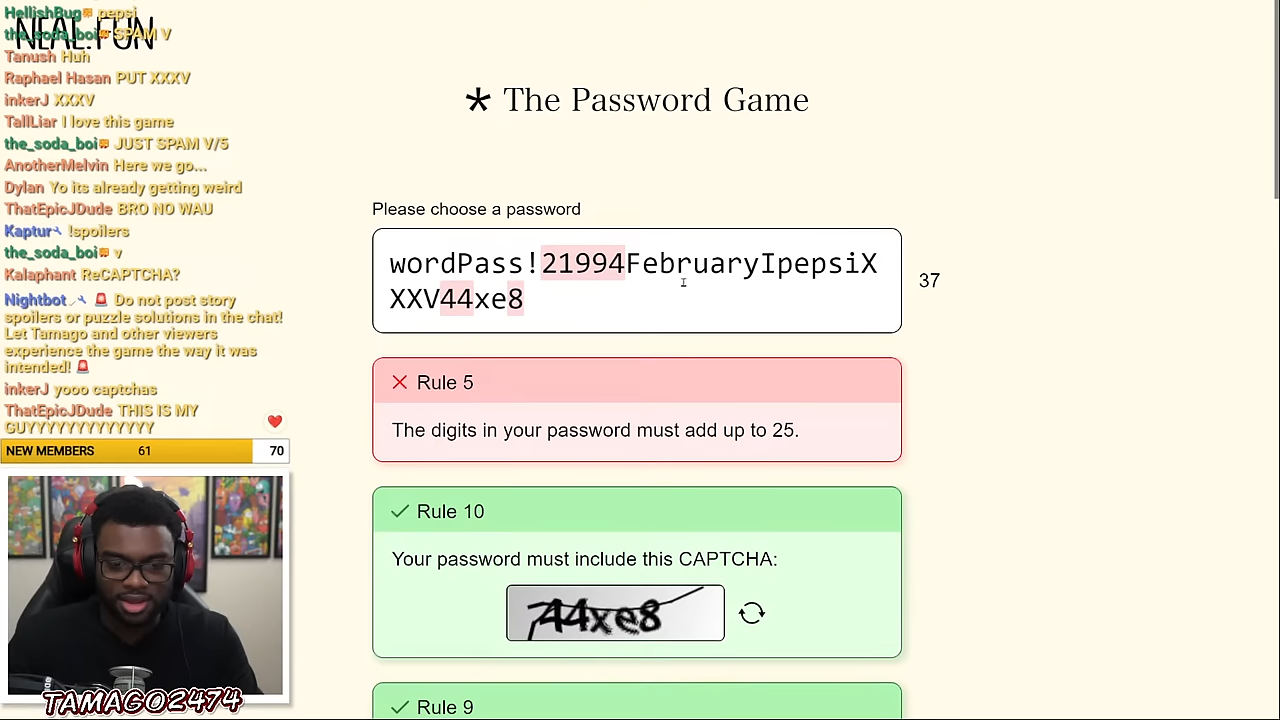 HellishBug pepsi
the_soda_boi SPAM V
NEAL.FUN
Tanush Huh
Raphael Hasan PUT XXXV
inkerJ XXXV
TallLiar I love this game
the_soda_boi JUST SPAM V/5
AnotherMelvin Here we go...
Dylan Yo its already getting weird
ThatEpicJDude BRO NO WAU
Kaptur !spoilers
the_soda_boi v
Kalaphant ReCAPTCHA?
Nightbot 🚨 Do not post story
spoilers or puzzle solutions in the chat!
Let Tamago and other viewers
experience the game the way it was
intended! 🚨
inkerJ yooo captchas
ThatEpicJDude THIS IS MY
GUYYYYYYYYYYYYY
NEW MEMBERS 61 70
TAMAGO2474
* The Password Game
Please choose a password
wordPass!21994FebruaryIpepsiX
XXV44xe8
37
Rule 5
The digits in your password must add up to 25.
Rule 10
Your password must include this CAPTCHA:
44xe8
Rule 9